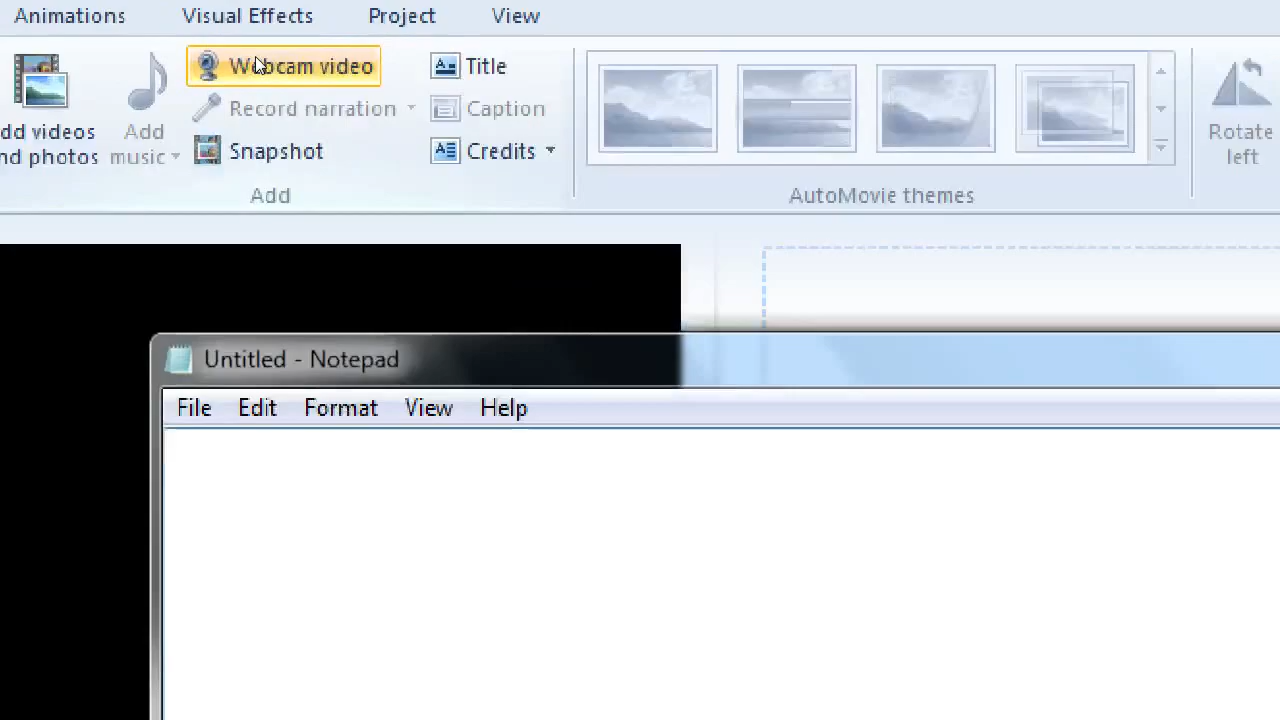 Animations Visual Effects Project View
Webcam video Title
Record narration Caption
dd videos Add Rotate
nd photos music Snapshot Credits left
Add AutoMovie themes
Untitled - Notepad
File Edit Format View Help